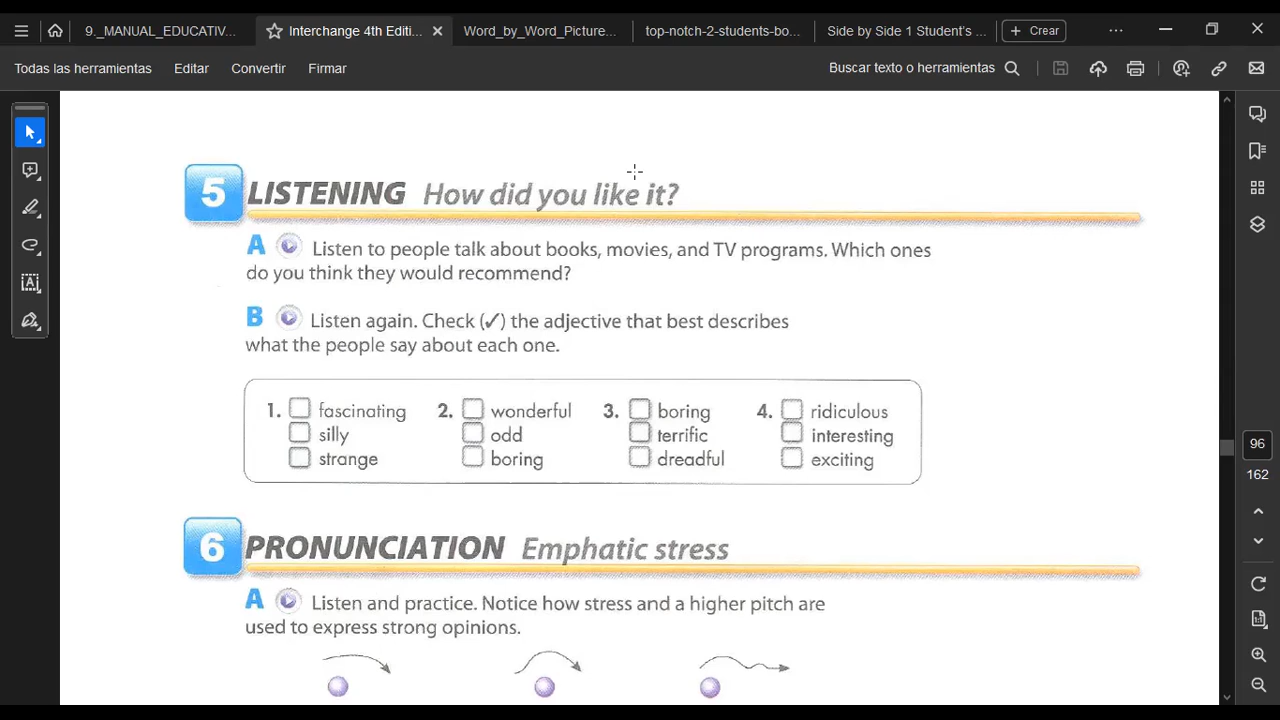 9._MANUAL_EDUCATIV...
Interchange 4th Editi...
Word_by_Word_Picture...
top-notch-2-students-bo...
Side by Side 1 Student's ...
+ Crear
Todas las herramientas
Editar
Convertir
Firmar
Buscar texto o herramientas
5 LISTENING How did you like it?
A Listen to people talk about books, movies, and TV programs. Which ones
do you think they would recommend?
B Listen again. Check (✓) the adjective that best describes
what the people say about each one.
1. fascinating
silly
strange
2. wonderful
odd
boring
3. boring
terrific
dreadful
4. ridiculous
interesting
exciting
6 PRONUNCIATION Emphatic stress
A Listen and practice. Notice how stress and a higher pitch are
used to express strong opinions.
96
162